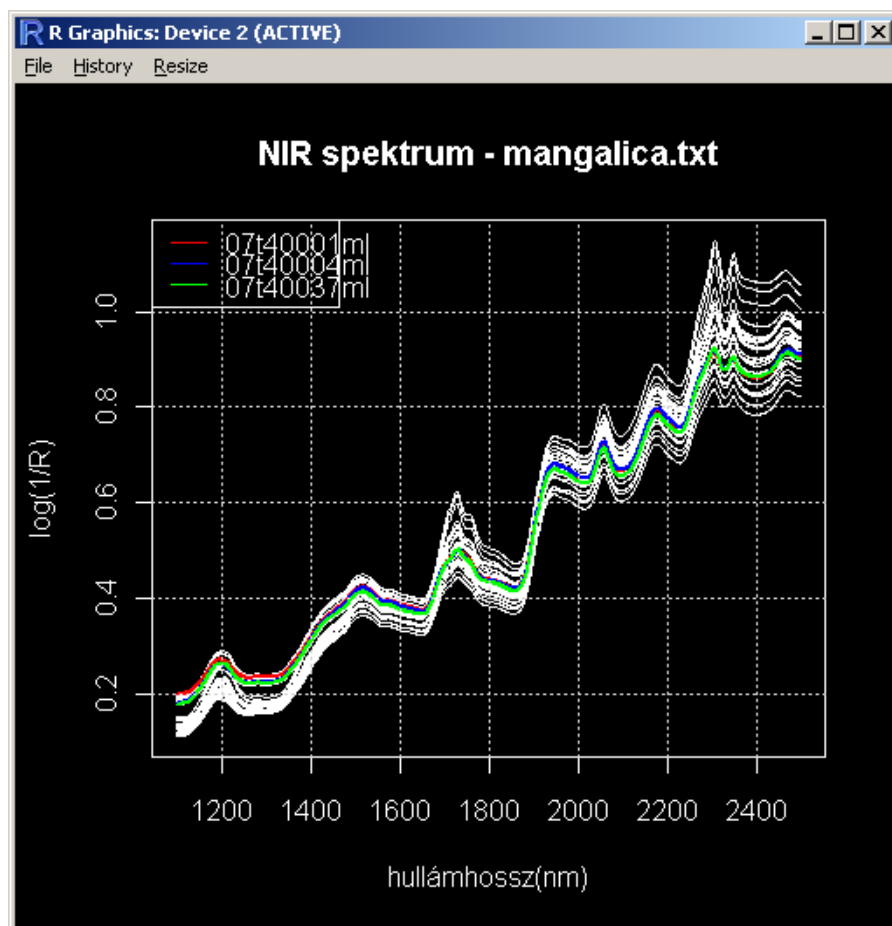 R Graphics: Device 2 (ACTIVE)
File History Resize
NIR spektrum - mangalica.txt
07t40001ml
07t40004ml
07t40037ml
log(1/R)
1.0
0.8
0.6
0.4
0.2
1200 1400 1600 1800 2000 2200 2400
hullámhossz(nm)